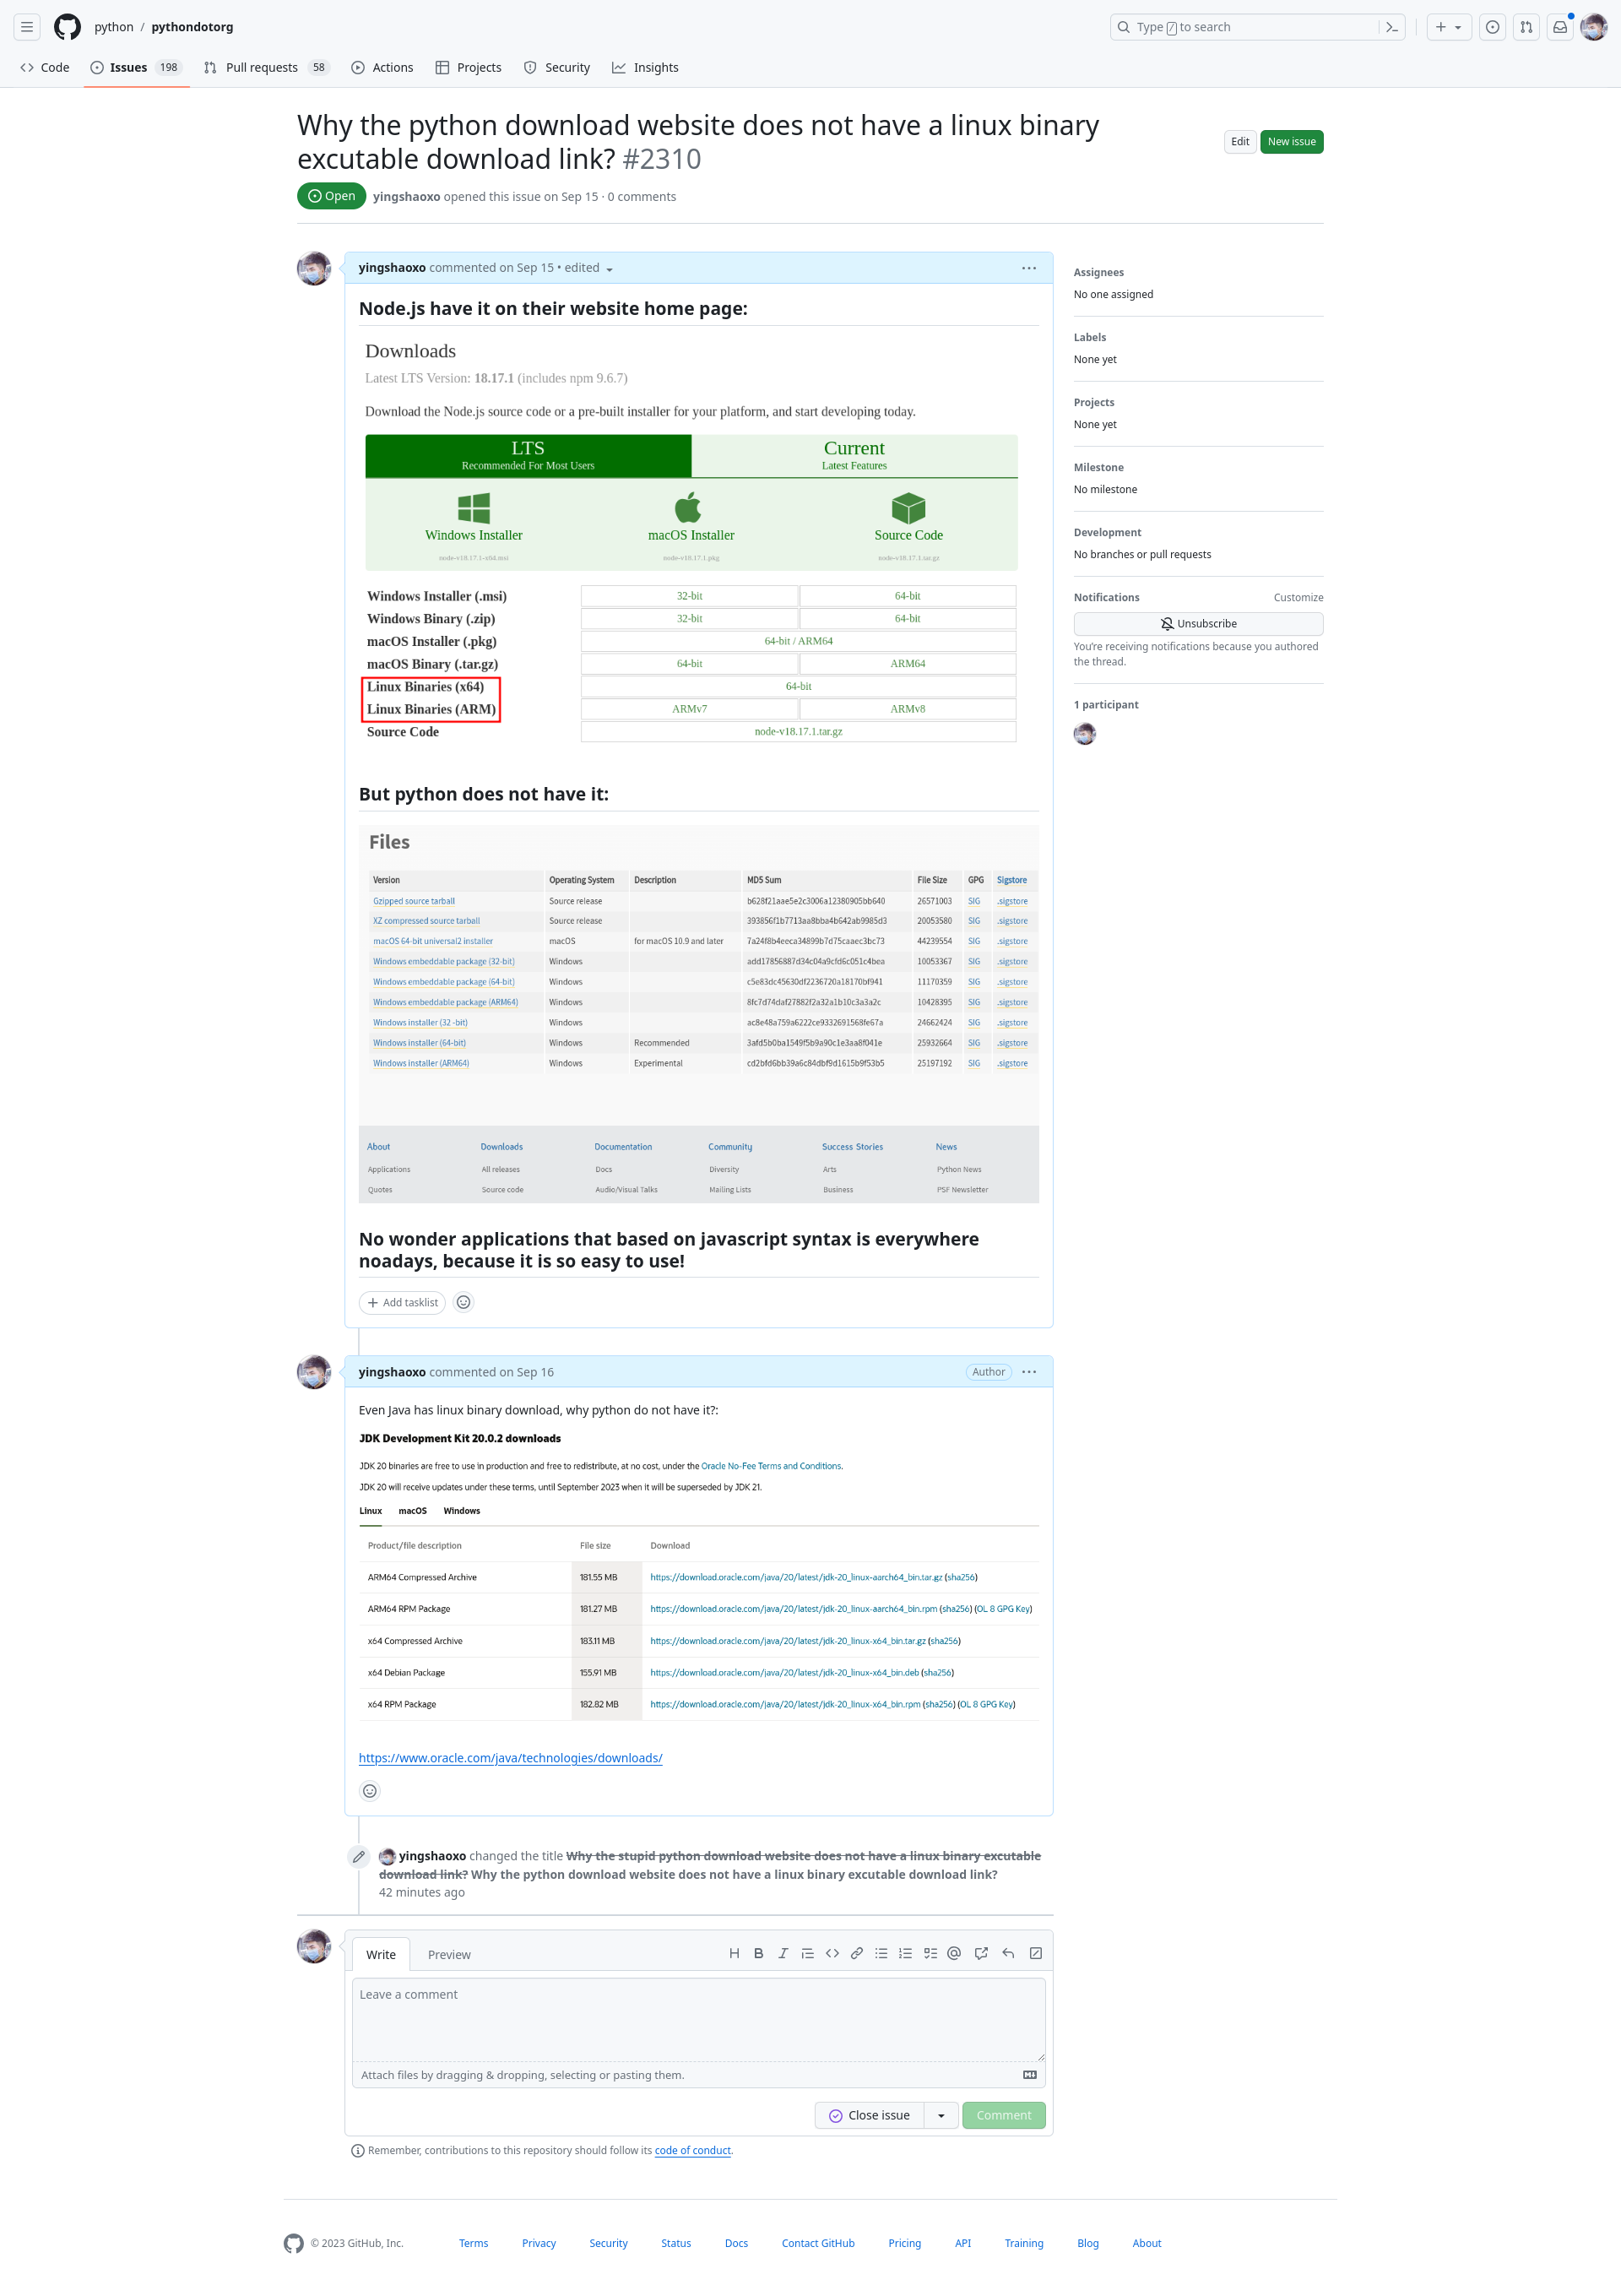 python / pythondotorg
Type / to search
Code
Issues 198
Pull requests 58
Actions
Projects
Security
Insights
Why the python download website does not have a linux binary
excutable download link? #2310
Edit
New issue
Open
yingshaoxo opened this issue on Sep 15 · 0 comments
yingshaoxo commented on Sep 15 • edited
Node.js have it on their website home page:
Downloads
Latest LTS Version: 18.17.1 (includes npm 9.6.7)
Download the Node.js source code or a pre-built installer for your platform, and start developing today.
LTS
Recommended For Most Users
Current
Latest Features
Windows Installer
node-v18.17.1-x64.msi
macOS Installer
node-v18.17.1.pkg
Source Code
node-v18.17.1.tar.gz
Windows Installer (.msi) 32-bit 64-bit
Windows Binary (.zip) 32-bit 64-bit
macOS Installer (.pkg) 64-bit / ARM64
macOS Binary (.tar.gz) 64-bit ARM64
Linux Binaries (x64) 64-bit
Linux Binaries (ARM) ARMv7 ARMv8
Source Code node-v18.17.1.tar.gz
But python does not have it:
Files
Version Operating System Description MD5 Sum File Size GPG Sigstore
Gzipped source tarball Source release b628f21aae5e2c3006a12380905bb640 26571003 SIG .sigstore
XZ compressed source tarball Source release 393856f1b7713aa8bba4b642ab9985d3 20053580 SIG .sigstore
macOS 64-bit universal2 installer macOS for macOS 10.9 and later 7a24f8b4eeca34899b7d75caaec3bc73 44239554 SIG .sigstore
Windows embeddable package (32-bit) Windows add17856887d34c04a9cfd6c051c4bea 10053367 SIG .sigstore
Windows embeddable package (64-bit) Windows c5e83dc45630df2236720a18170bf941 11170359 SIG .sigstore
Windows embeddable package (ARM64) Windows 8fc7d74daf27882f2a32a1b10c3a3a2c 10428395 SIG .sigstore
Windows installer (32 -bit) Windows ac8e48a759a6222ce9332691568fe67a 24662424 SIG .sigstore
Windows installer (64-bit) Windows Recommended 3afd5b0ba1549f5b9a90c1e3aa8f041e 25932664 SIG .sigstore
Windows installer (ARM64) Windows Experimental cd2bfd6bb39a6c84dbf9d1615b9f53b5 25197192 SIG .sigstore
About Downloads Documentation Community Success Stories News
Applications All releases Docs Diversity Arts Python News
Quotes Source code Audio/Visual Talks Mailing Lists Business PSF Newsletter
No wonder applications that based on javascript syntax is everywhere
noadays, because it is so easy to use!
Add tasklist
Assignees
No one assigned
Labels
None yet
Projects
None yet
Milestone
No milestone
Development
No branches or pull requests
Notifications Customize
Unsubscribe
You're receiving notifications because you authored
the thread.
1 participant
yingshaoxo commented on Sep 16
Author
Even Java has linux binary download, why python do not have it?:
JDK Development Kit 20.0.2 downloads
JDK 20 binaries are free to use in production and free to redistribute, at no cost, under the Oracle No-Fee Terms and Conditions.
JDK 20 will receive updates under these terms, until September 2023 when it will be superseded by JDK 21.
Linux macOS Windows
Product/file description File size Download
ARM64 Compressed Archive 181.55 MB https://download.oracle.com/java/20/latest/jdk-20_linux-aarch64_bin.tar.gz (sha256)
ARM64 RPM Package 181.27 MB https://download.oracle.com/java/20/latest/jdk-20_linux-aarch64_bin.rpm (sha256) (OL 8 GPG Key)
x64 Compressed Archive 183.11 MB https://download.oracle.com/java/20/latest/jdk-20_linux-x64_bin.tar.gz (sha256)
x64 Debian Package 155.91 MB https://download.oracle.com/java/20/latest/jdk-20_linux-x64_bin.deb (sha256)
x64 RPM Package 182.82 MB https://download.oracle.com/java/20/latest/jdk-20_linux-x64_bin.rpm (sha256) (OL 8 GPG Key)
https://www.oracle.com/java/technologies/downloads/
yingshaoxo changed the title Why the stupid python download website does not have a linux binary excutable
download link? Why the python download website does not have a linux binary excutable download link?
42 minutes ago
Write Preview
Leave a comment
Attach files by dragging & dropping, selecting or pasting them.
Close issue
Comment
Remember, contributions to this repository should follow its code of conduct.
© 2023 GitHub, Inc. Terms Privacy Security Status Docs Contact GitHub Pricing API Training Blog About